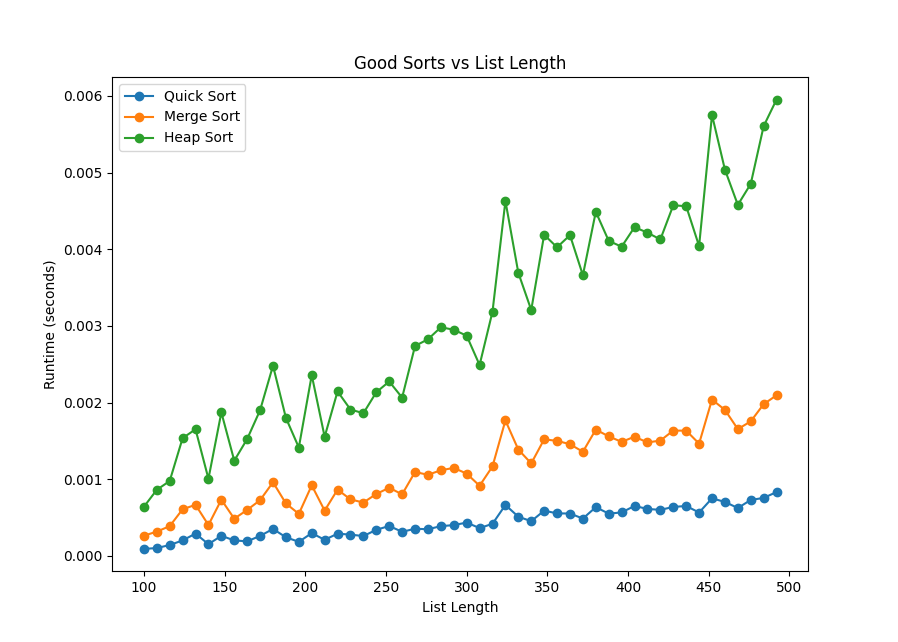 Good Sorts vs List Length
Quick Sort
Merge Sort
Heap Sort
Runtime (seconds)
0.006
0.005
0.004
0.003
0.002
0.001
0.000
100 150 200 250 300 350 400 450 500
List Length